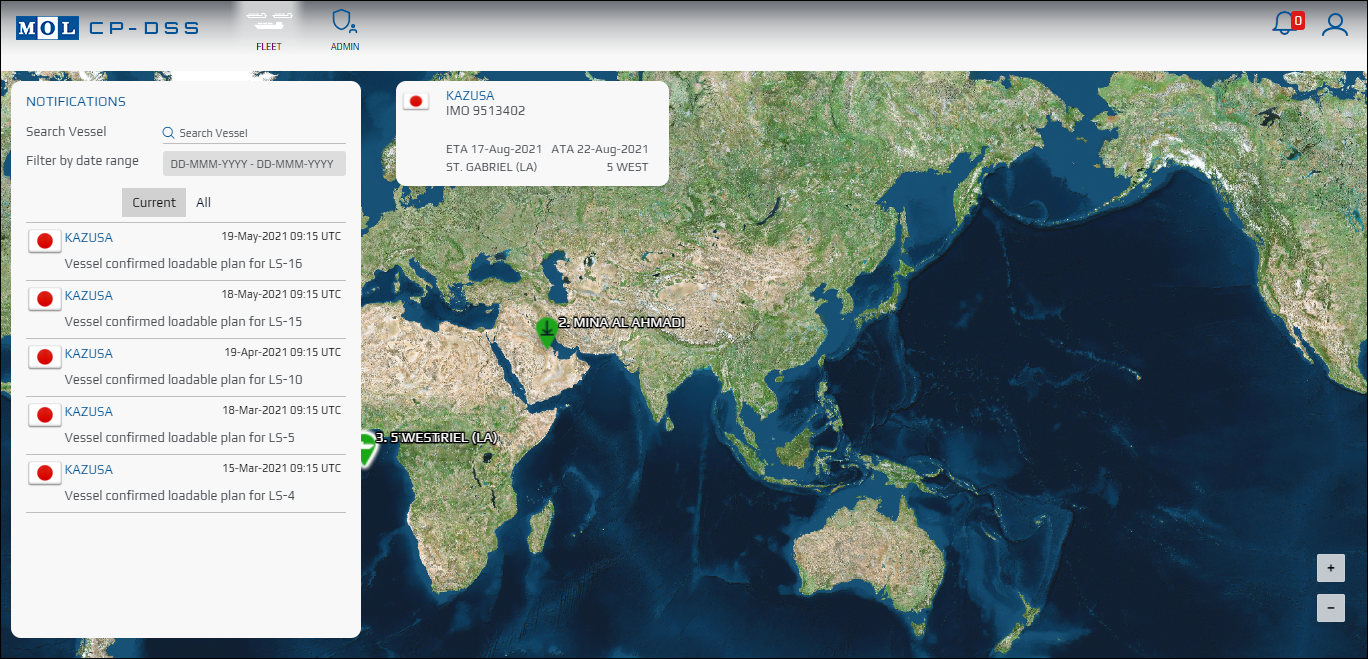 MOL CP-DSS
FLEET
ADMIN
0
NOTIFICATIONS
Search Vessel
Search Vessel
Filter by date range
DD-MMM-YYYY - DD-MMM-YYYY
Current
All
KAZUSA
19-May-2021 09:15 UTC
Vessel confirmed loadable plan for LS-16
KAZUSA
18-May-2021 09:15 UTC
Vessel confirmed loadable plan for LS-15
KAZUSA
19-Apr-2021 09:15 UTC
Vessel confirmed loadable plan for LS-10
KAZUSA
18-Mar-2021 09:15 UTC
Vessel confirmed loadable plan for LS-5
KAZUSA
15-Mar-2021 09:15 UTC
Vessel confirmed loadable plan for LS-4
KAZUSA
IMO 9513402
ETA 17-Aug-2021 ATA 22-Aug-2021
ST. GABRIEL (LA) 5 WEST
2. MINA AL AHMADI
3. 5 WESTRIEL (LA)
+
−